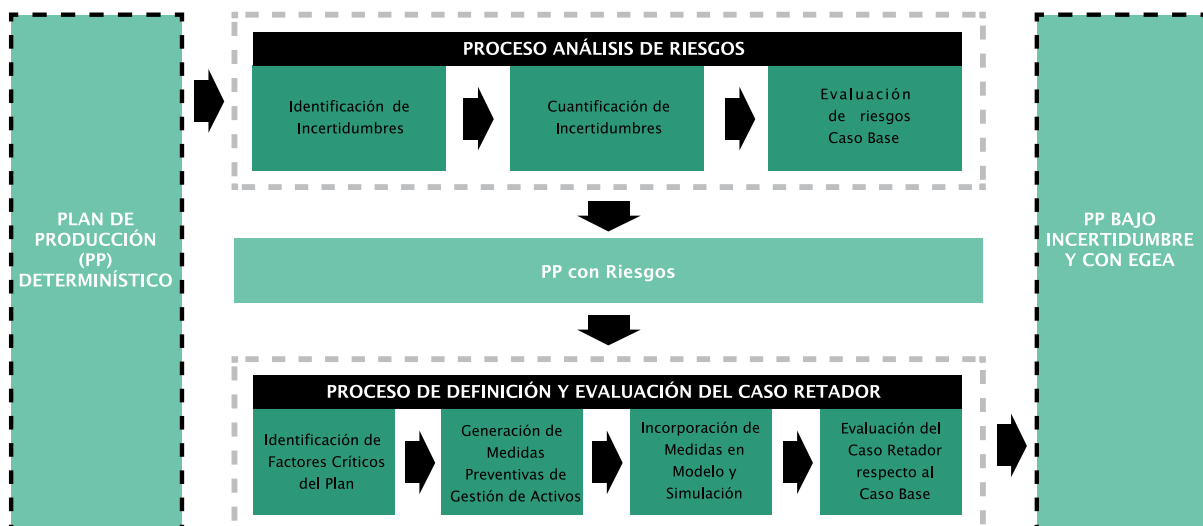 PLAN DE
PRODUCCIÓN
(PP)
DETERMINÍSTICO
PROCESO ANÁLISIS DE RIESGOS
Identificación de
Incertidumbres
Cuantificación de
Incertidumbres
Evaluación
de riesgos
Caso Base
PP con Riesgos
PROCESO DE DEFINICIÓN Y EVALUACIÓN DEL CASO RETADOR
Identificación de
Factores Críticos
del Plan
Generación de
Medidas
Preventivas de
Gestión de Activos
Incorporación de
Medidas en
Modelo y
Simulación
Evaluación del
Caso Retador
respecto al
Caso Base
PP BAJO
INCERTIDUMBRE
Y CON EGEA